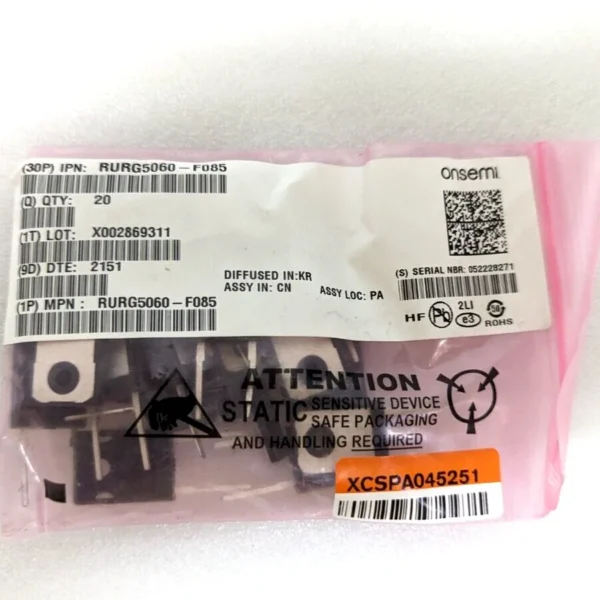 (30P) IPN: RURG5060-F085
onsemi
(Q) QTY: 20
(1T) LOT: X002869311
(9D) DTE: 2151
DIFFUSED IN:KR
ASSY IN: CN
ASSY LOC: PA
(S) SERIAL NBR: 052228271
(1P) MPN : RURG5060-F085
HF
Pb
2LI
e3
ROHS
ATTENTION
STATIC SENSITIVE DEVICE
SAFE PACKAGING
AND HANDLING REQUIRED
XCSPA045251